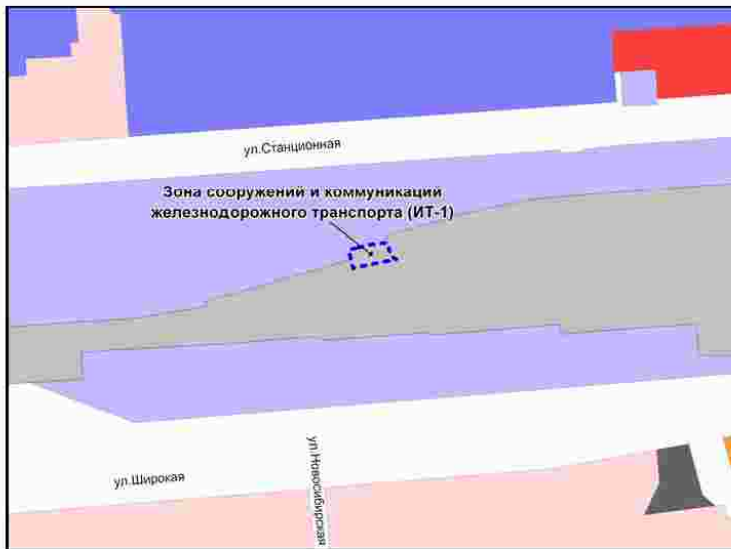 ул.Станционная
Зона сооружений и коммуникаций
железнодорожного транспорта (ИТ-1)
ул.Широкая
ул.Новосибирская